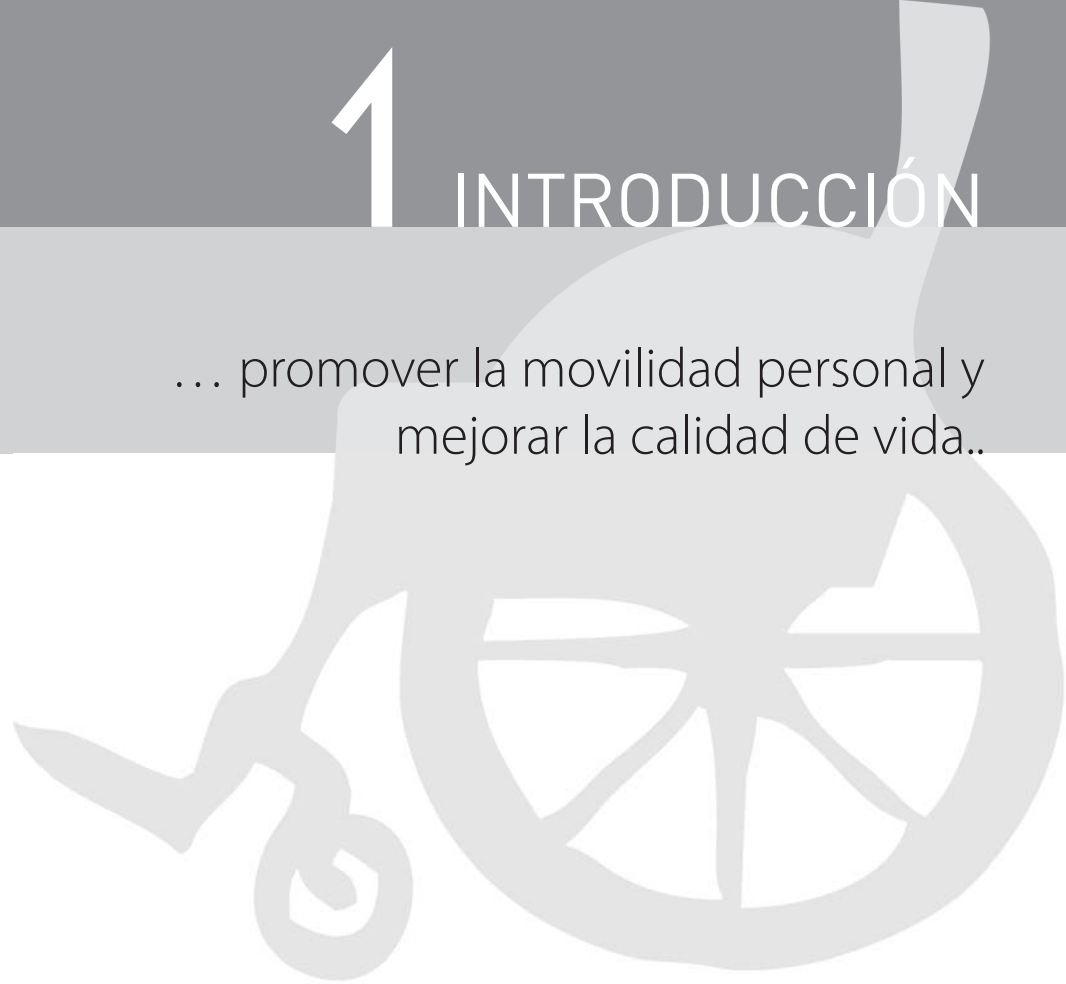 1 INTRODUCCIÓN
… promover la movilidad personal y
mejorar la calidad de vida..